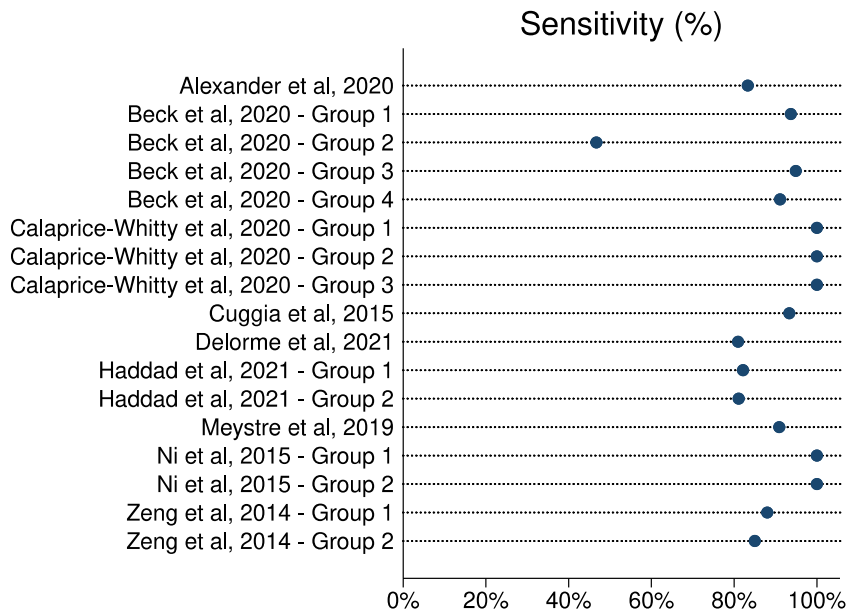 Sensitivity (%)
Alexander et al, 2020
Beck et al, 2020 - Group 1
Beck et al, 2020 - Group 2
Beck et al, 2020 - Group 3
Beck et al, 2020 - Group 4
Calaprice-Whitty et al, 2020 - Group 1
Calaprice-Whitty et al, 2020 - Group 2
Calaprice-Whitty et al, 2020 - Group 3
Cuggia et al, 2015
Delorme et al, 2021
Haddad et al, 2021 - Group 1
Haddad et al, 2021 - Group 2
Meystre et al, 2019
Ni et al, 2015 - Group 1
Ni et al, 2015 - Group 2
Zeng et al, 2014 - Group 1
Zeng et al, 2014 - Group 2
0% 20% 40% 60% 80% 100%